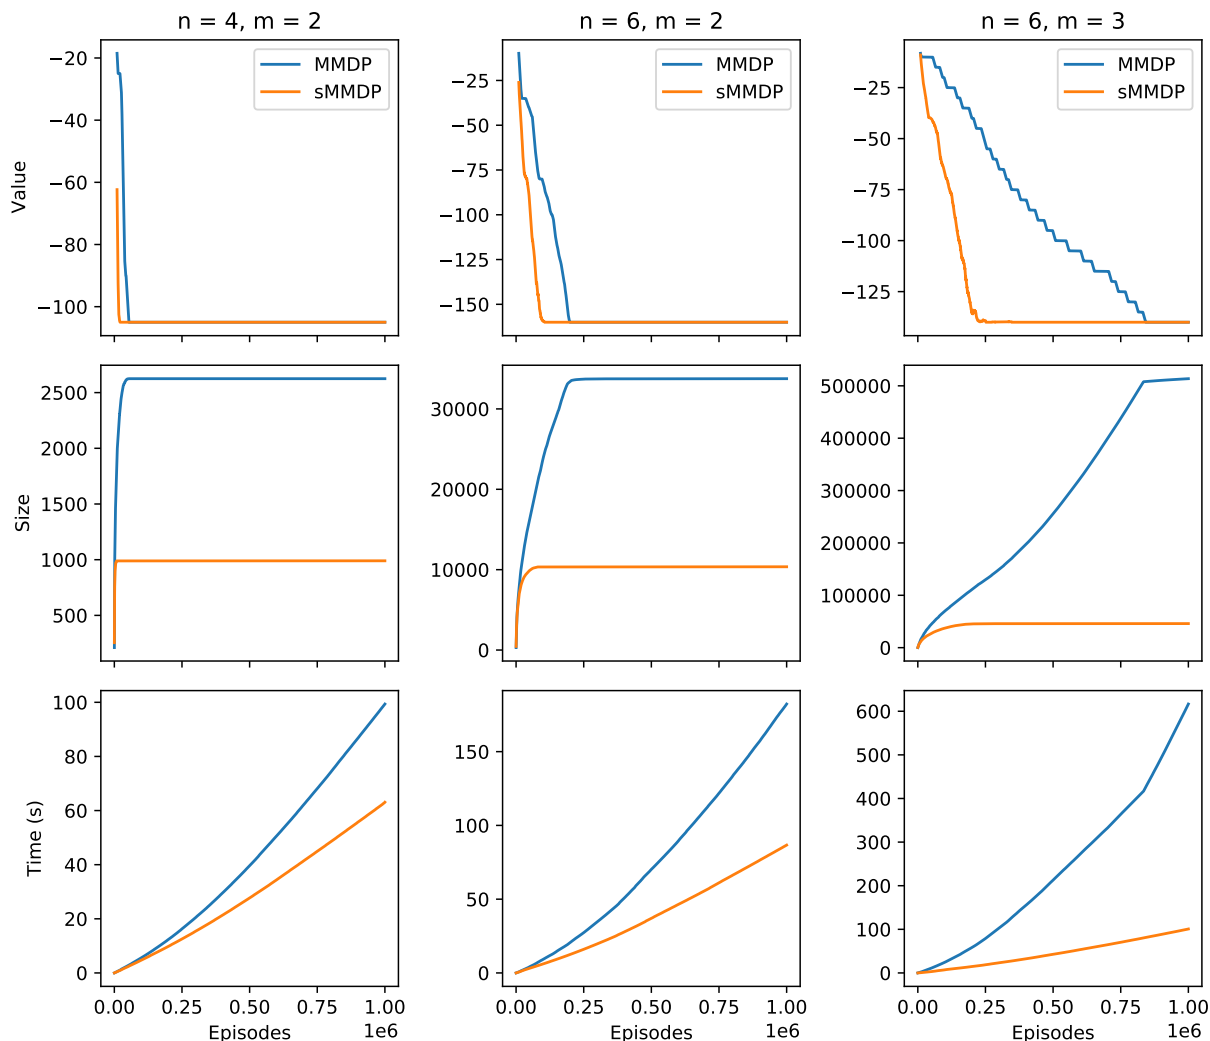 n = 4, m = 2
n = 6, m = 2
n = 6, m = 3
Value
−20
−40
−60
−80
−100
MMDP
sMMDP
−25
−50
−75
−100
−125
−150
MMDP
sMMDP
−25
−50
−75
−100
−125
MMDP
sMMDP
Size
2500
2000
1500
1000
500
30000
20000
10000
0
500000
400000
300000
200000
100000
0
Time (s)
100
80
60
40
20
0
150
100
50
0
600
500
400
300
200
100
0
0.00 0.25 0.50 0.75 1.00
1e6
Episodes
0.00 0.25 0.50 0.75 1.00
1e6
Episodes
0.00 0.25 0.50 0.75 1.00
1e6
Episodes